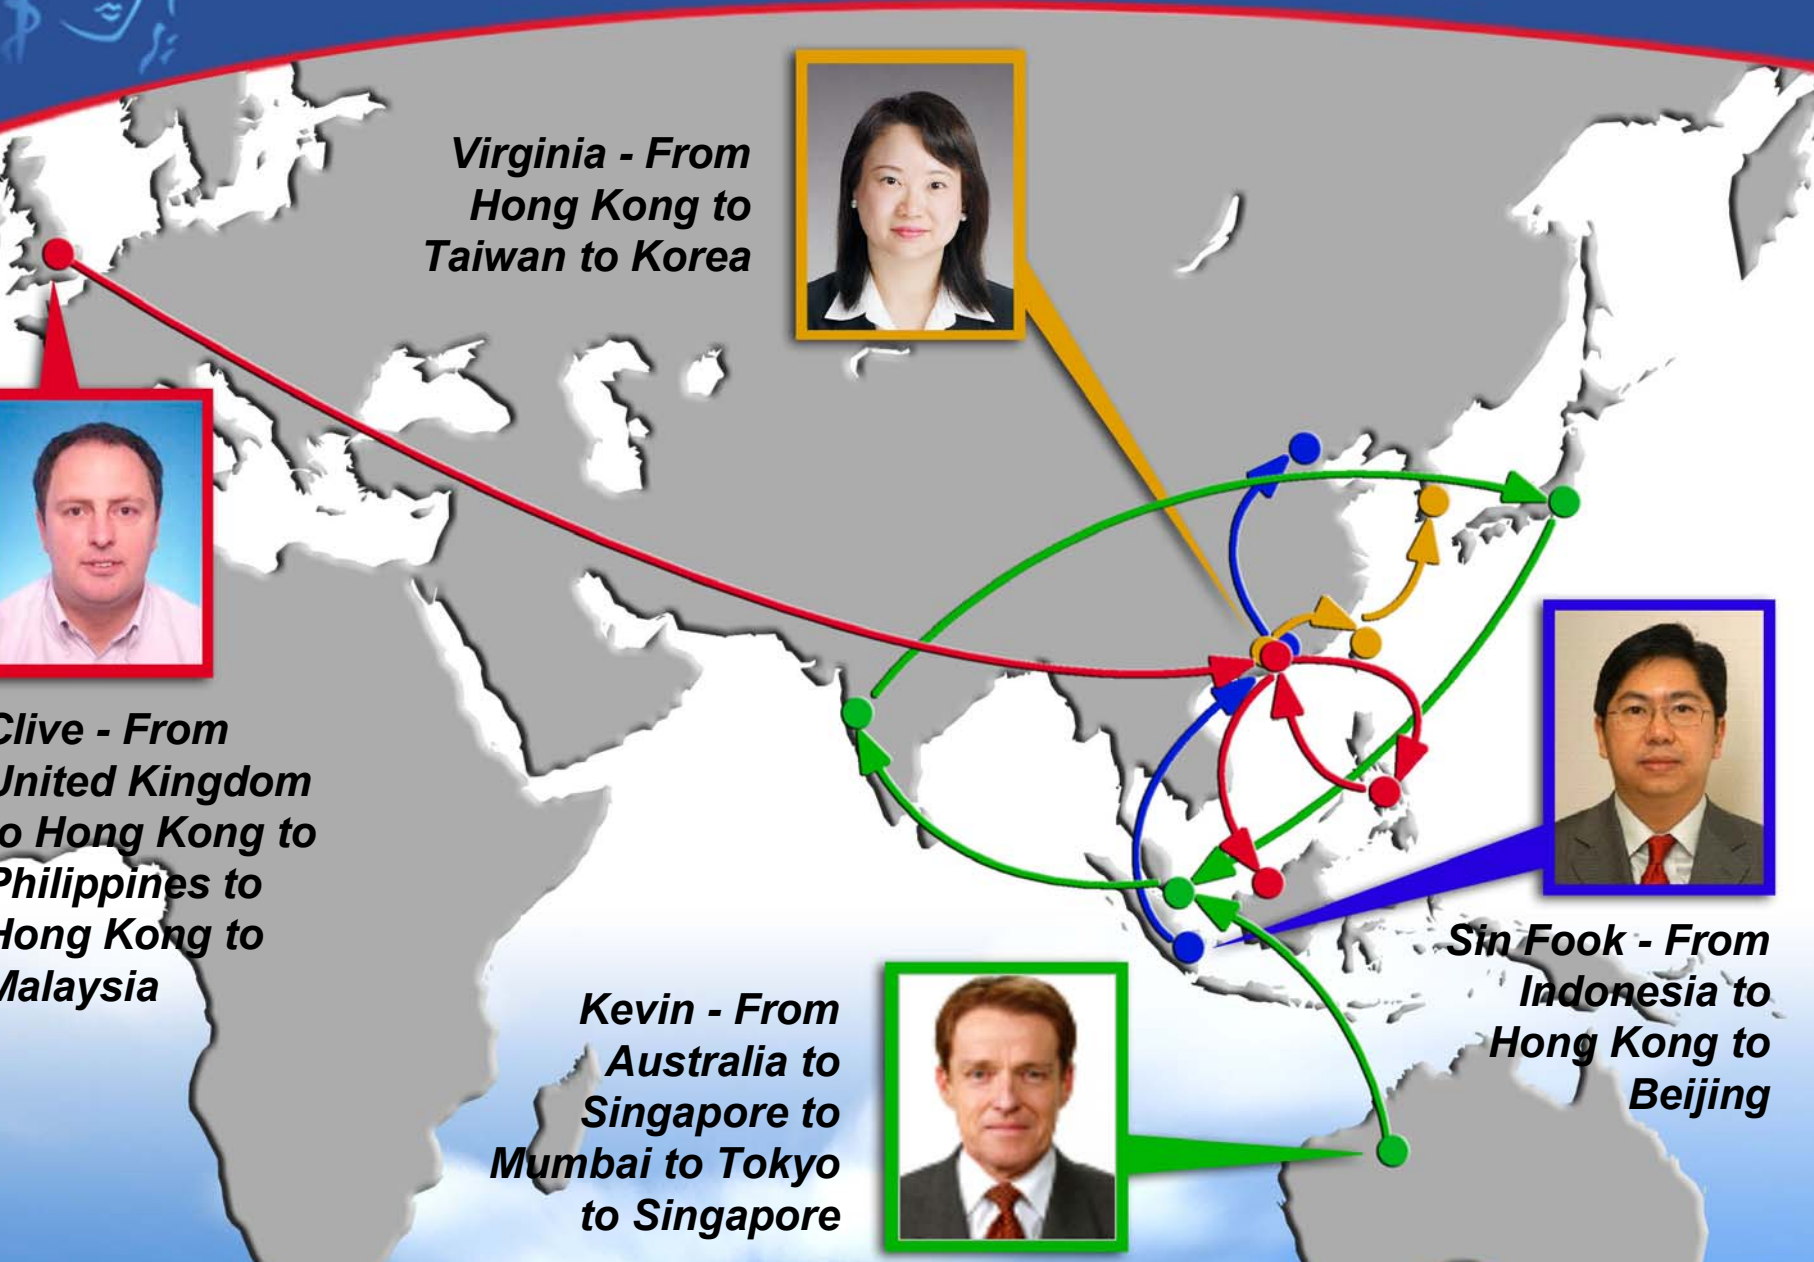 Virginia - From
Hong Kong to
Taiwan to Korea
Clive - From
United Kingdom
to Hong Kong to
Philippines to
Hong Kong to
Malaysia
Kevin - From
Australia to
Singapore to
Mumbai to Tokyo
to Singapore
Sin Fook - From
Indonesia to
Hong Kong to
Beijing